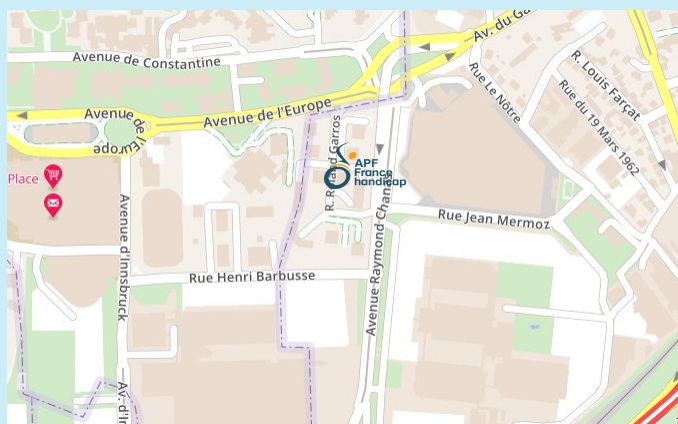 Av. du Ga
Avenue de Constantine
R. Louis Farçat
Rue Le Nôtre
Rue du 19 Mars 1962
Avenue de l'Europe
Avenue
de l'Europe
R. Roland Garros
APF
France
handicap
Place
Avenue d'Innsbruck
Avenue Raymond Chanas
Rue Jean Mermoz
Rue Henri Barbusse
Av. d'In